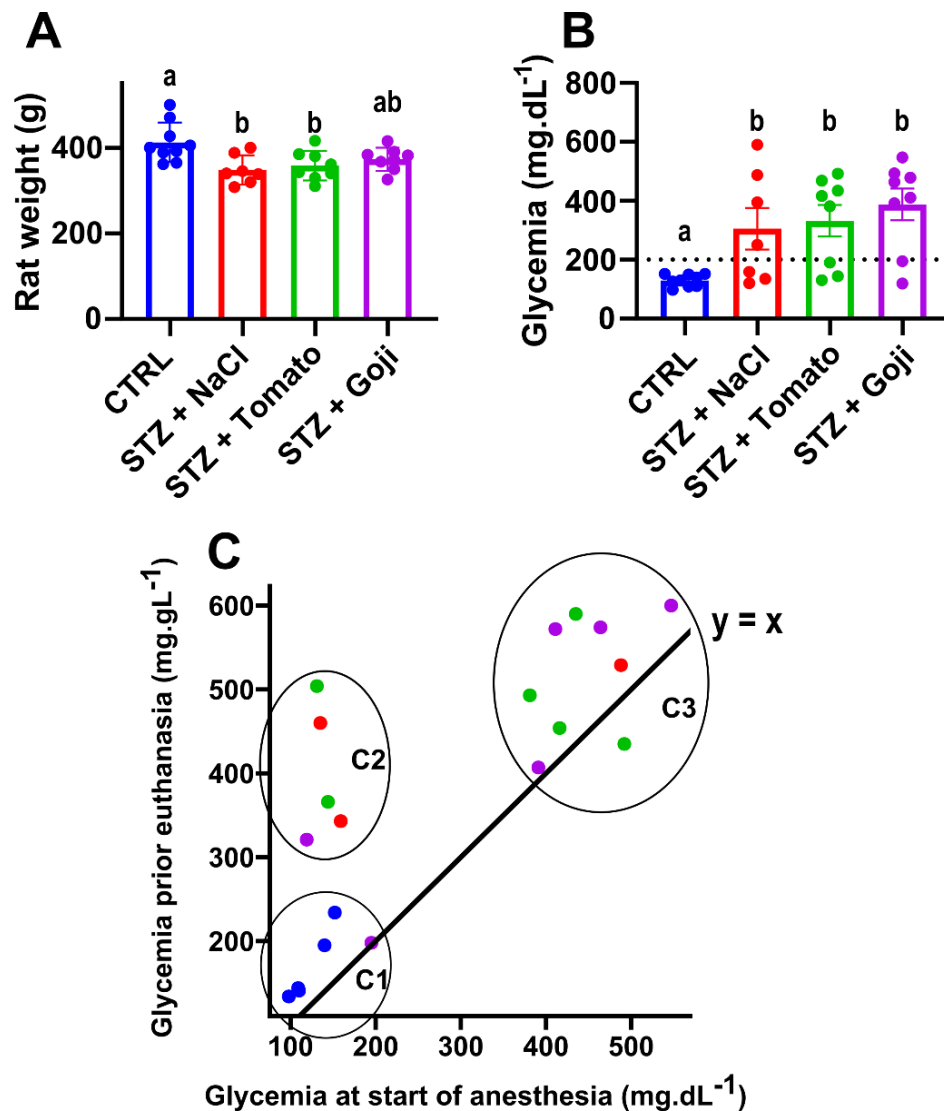 A
Rat weight (g)
400
200
0
a
b
b
ab
CTRL
STZ + NaCl
STZ + Tomato
STZ + Goji
B
Glycemia (mg.dL-1)
800
600
400
200
0
a
b
b
b
CTRL
STZ + NaCl
STZ + Tomato
STZ + Goji
C
Glycemia prior euthanasia (mg.gL-1)
600
500
400
300
200
C2
C1
C3
y = x
100 200 300 400 500
Glycemia at start of anesthesia (mg.dL-1)